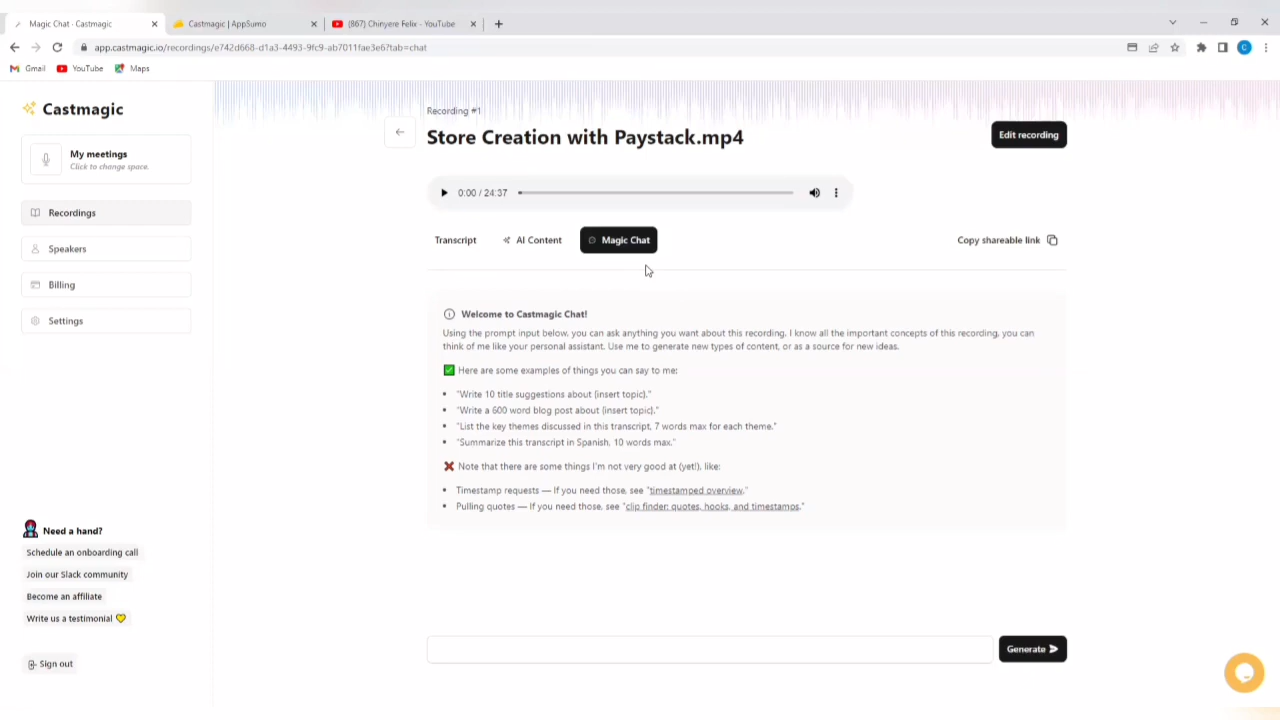 Magic Chat · Castmagic
Castmagic | AppSumo
(867) Chinyere Felix - YouTube
app.castmagic.io/recordings/e742d668-d1a3-4493-9fc9-ab7011fae3e6?tab=chat
C
Gmail
YouTube
Maps
Castmagic
My meetings
Click to change space.
Recordings
Speakers
Billing
Settings
Need a hand?
Schedule an onboarding call
Join our Slack community
Become an affiliate
Write us a testimonial 💛
Sign out
Recording #1
Store Creation with Paystack.mp4
Edit recording
0:00 / 24:37
Transcript
AI Content
Magic Chat
Copy shareable link
Welcome to Castmagic Chat!
Using the prompt input below, you can ask anything you want about this recording. I know all the important concepts of this recording, you can
think of me like your personal assistant. Use me to generate new types of content, or as a source for new ideas.
✅ Here are some examples of things you can say to me:
• "Write 10 title suggestions about (insert topic)."
• "Write a 600 word blog post about (insert topic)."
• "List the key themes discussed in this transcript, 7 words max for each theme."
• "Summarize this transcript in Spanish, 10 words max."
❌ Note that there are some things I'm not very good at (yet!), like:
• Timestamp requests — If you need those, see "timestamped overview."
• Pulling quotes — If you need those, see "clip finder: quotes, hooks, and timestamps."
Generate